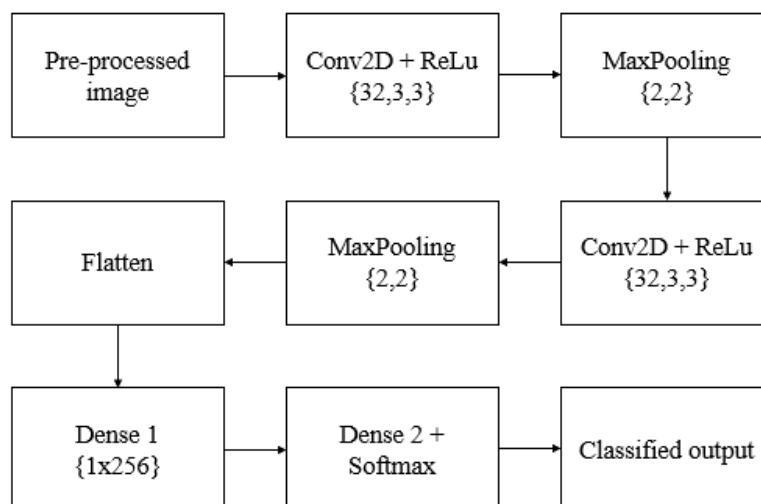 Pre-processed
image
Conv2D + ReLu
{32,3,3}
MaxPooling
{2,2}
Conv2D + ReLu
{32,3,3}
MaxPooling
{2,2}
Flatten
Dense 1
{1x256}
Dense 2 +
Softmax
Classified output